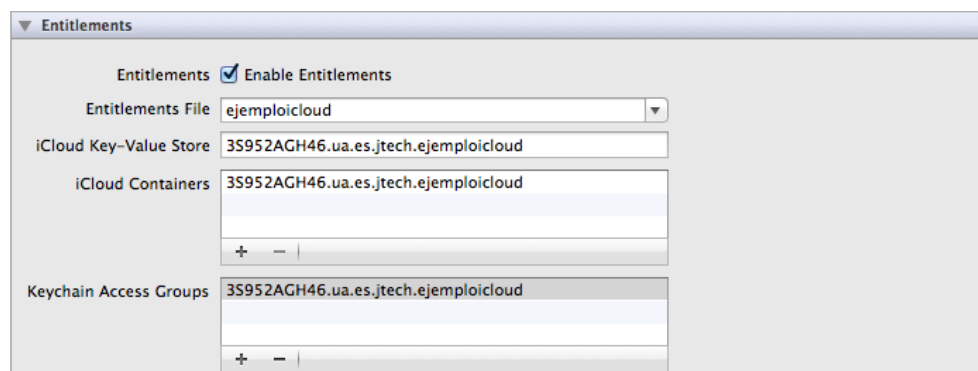 Entitlements
Entitlements Enable Entitlements
Entitlements File ejemploicloud
iCloud Key-Value Store 3S952AGH46.ua.es.jtech.ejemploicloud
iCloud Containers 3S952AGH46.ua.es.jtech.ejemploicloud
Keychain Access Groups 3S952AGH46.ua.es.jtech.ejemploicloud